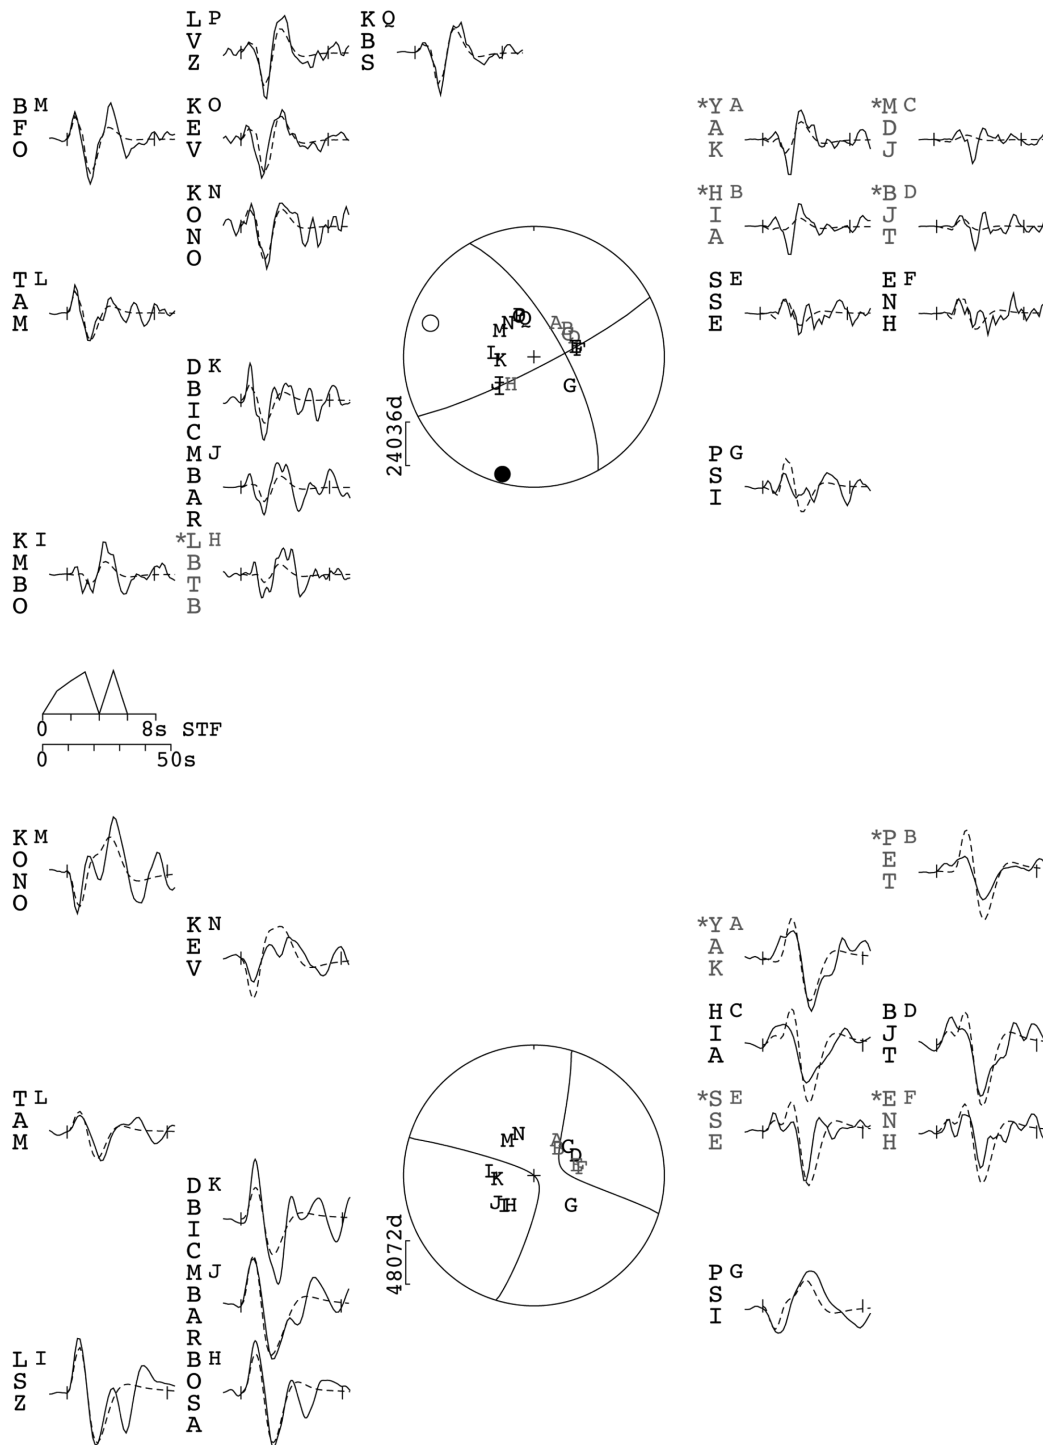 LVZ P
KBS Q
BFO M
KEV O
*YAK A
*MDJ C
KONO N
*HIA B
*BJT D
TAM L
SSE E
ENH F
DBIC K
24036d
MBAR J
PSI G
KMBO I
*LBTB H
0 8s STF
0 50s
KONO M
*PET B
KEV N
*YAK A
HIA C
BJT D
TAM L
*SSE E
*ENH F
DBIC K
48072d
MBAR J
PSI G
LSZ I
BOSA H